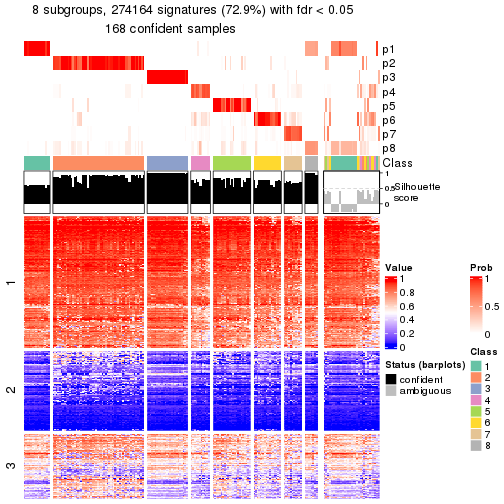 8 subgroups, 274164 signatures (72.9%) with fdr < 0.05
168 confident samples
p1
p2
p3
p4
p5
p6
p7
p8
Class
1
0.5
0
Silhouette
score
1
2
3
Value
1
0.8
0.6
0.4
0.2
0
Status (barplots)
confident
ambiguous
Prob
1
0.5
0
Class
1
2
3
4
5
6
7
8